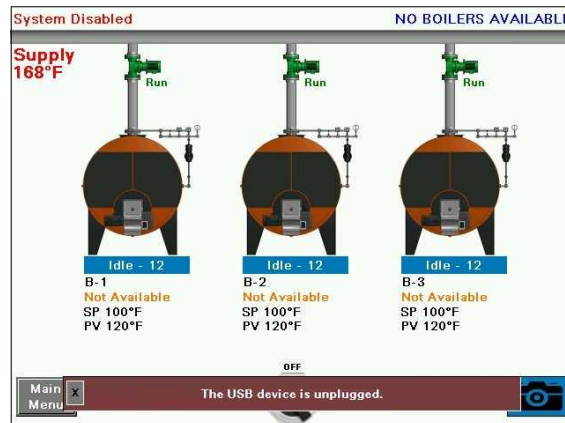 System Disabled
NO BOILERS AVAILABLE
Supply
168°F
Run
Run
Run
Idle - 12
Idle - 12
Idle - 12
B-1
Not Available
SP 100°F
PV 120°F
B-2
Not Available
SP 100°F
PV 120°F
B-3
Not Available
SP 100°F
PV 120°F
OFF
Main
Menu
X
The USB device is unplugged.